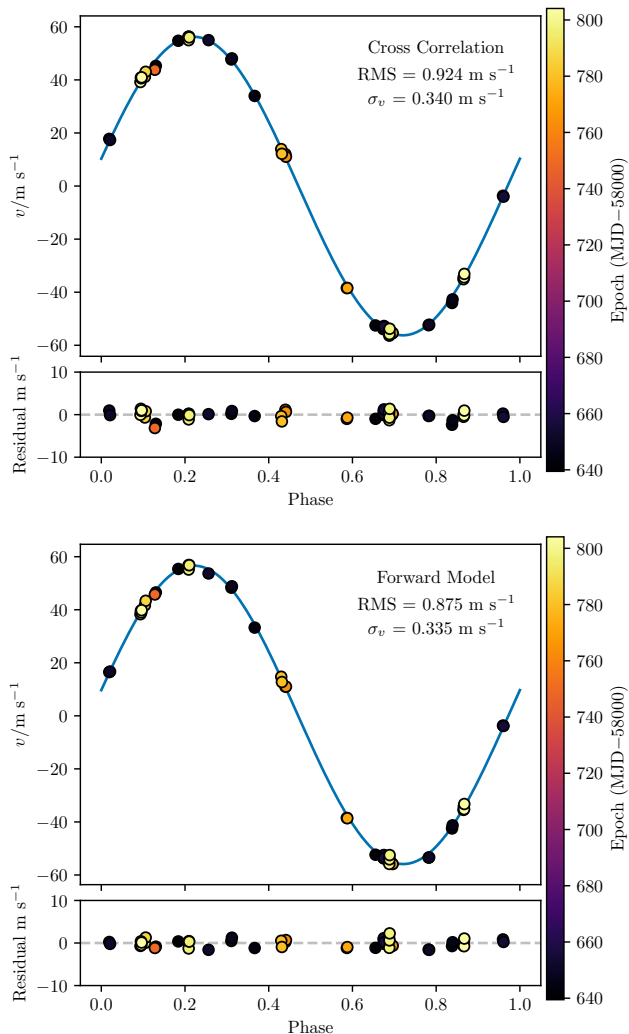 Cross Correlation
RMS = 0.924 m s⁻¹
σᵥ = 0.340 m s⁻¹
v/m s⁻¹
60
40
20
0
−20
−40
−60
Residual m s⁻¹
10
0
−10
0.0 0.2 0.4 0.6 0.8 1.0
Phase
800
780
760
740
720
700
680
660
640
Epoch (MJD−58000)
Forward Model
RMS = 0.875 m s⁻¹
σᵥ = 0.335 m s⁻¹
v/m s⁻¹
60
40
20
0
−20
−40
−60
Residual m s⁻¹
10
0
−10
0.0 0.2 0.4 0.6 0.8 1.0
Phase
800
780
760
740
720
700
680
660
640
Epoch (MJD−58000)